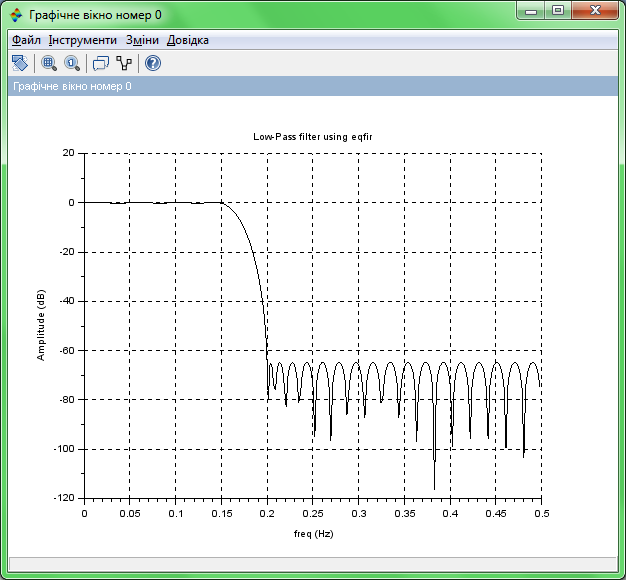 Графічне вікно номер 0
Файл Інструменти Зміни Довідка
Графічне вікно номер 0
Low-Pass filter using eqfir
20
0
-20
-40
-60
-80
-100
-120
Amplitude (dB)
0 0.05 0.1 0.15 0.2 0.25 0.3 0.35 0.4 0.45 0.5
freq (Hz)